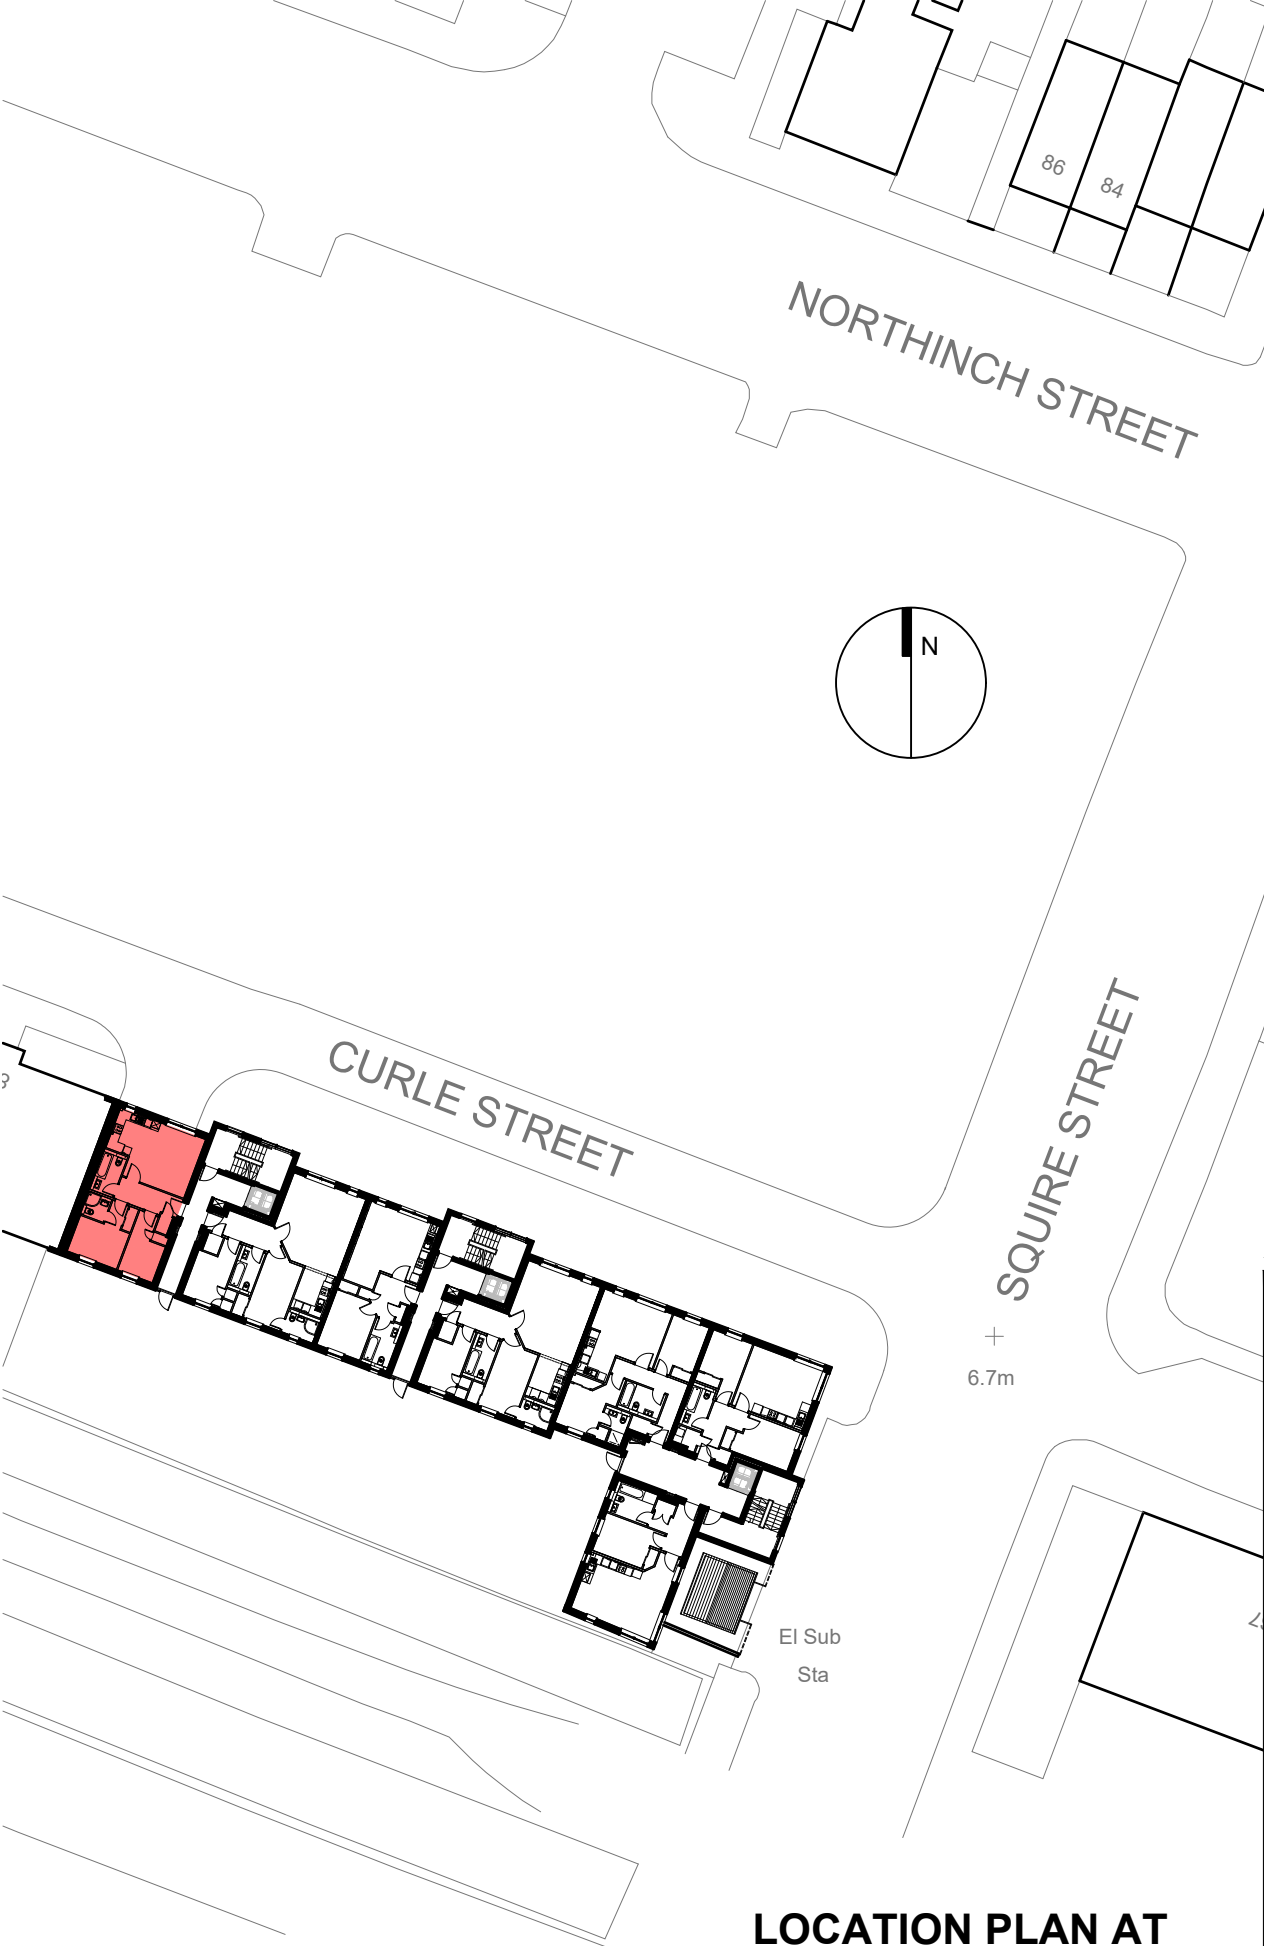 86
84
NORTHINCH STREET
N
CURLE STREET
SQUIRE STREET
6.7m
El Sub
Sta
LOCATION PLAN AT